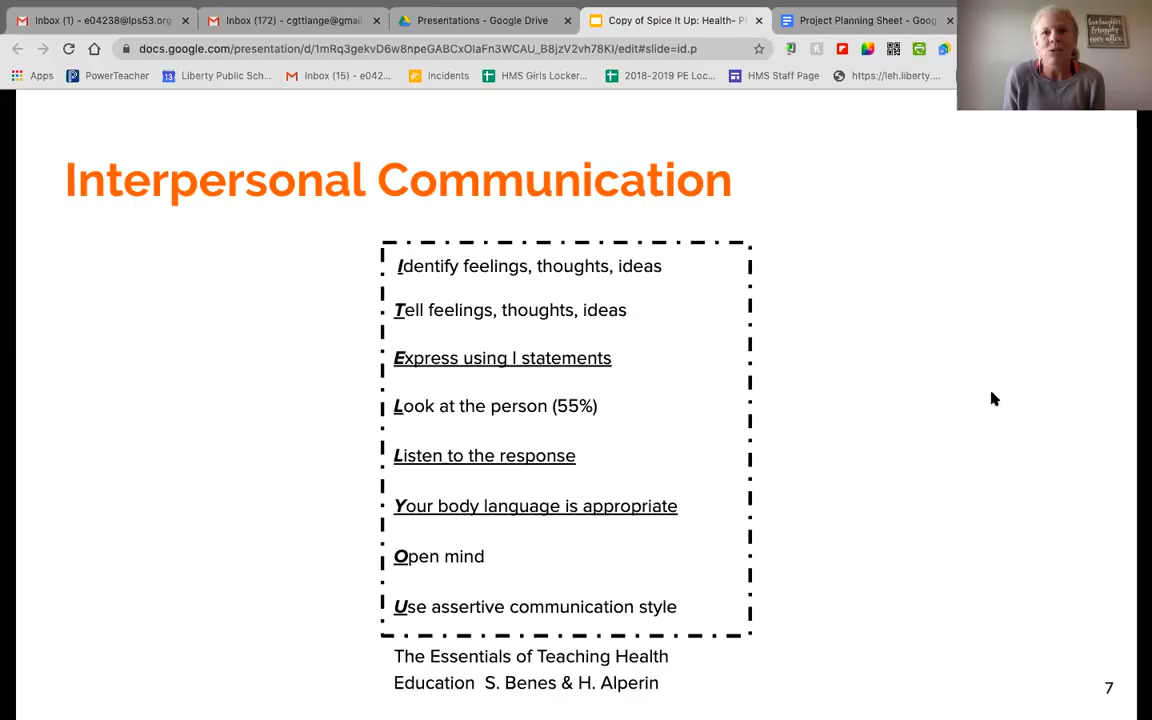 Inbox (1) - e04238@lps53.org
Inbox (172) - cgttlange@gmai
Presentations - Google Drive
Copy of Spice It Up: Health- P
Project Planning Sheet - Goog
docs.google.com/presentation/d/1mRq3gekvD6w8npeGABCxOIaFn3WCAU_B8jzV2vh78KI/edit#slide=id.p
Apps
PowerTeacher
Liberty Public Sch...
Inbox (15) - e042...
Incidents
HMS Girls Locker...
2018-2019 PE Loc...
HMS Staff Page
https://leh.liberty....
Interpersonal Communication
Identify feelings, thoughts, ideas
Tell feelings, thoughts, ideas
Express using I statements
Look at the person (55%)
Listen to the response
Your body language is appropriate
Open mind
Use assertive communication style
The Essentials of Teaching Health
Education S. Benes & H. Alperin
7